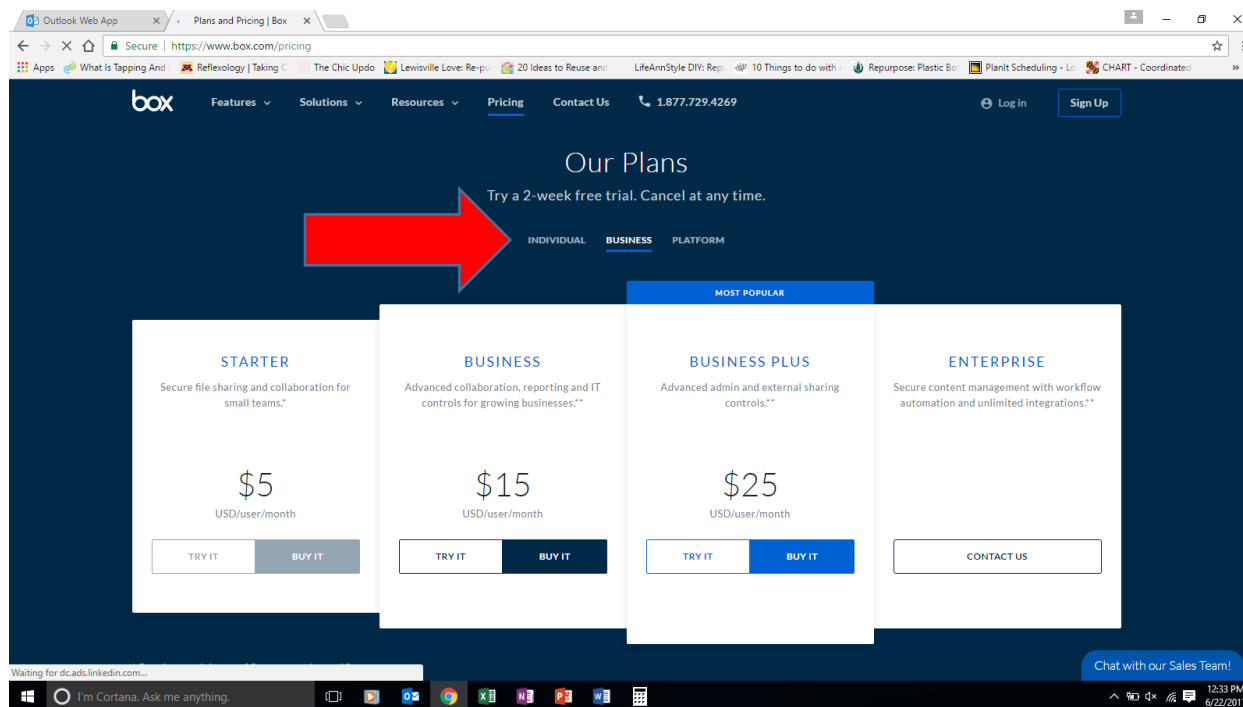 Outlook Web App
Plans and Pricing | Box
Secure | https://www.box.com/pricing
Apps What Is Tapping And Reflexology | Taking C The Chic Updo Lewisville Love: Re-pu 20 Ideas to Reuse and LifeAnnStyle DIY: Rep 10 Things to do with Repurpose: Plastic Bo PlanIt Scheduling - Lo CHART - Coordinated »
box Features Solutions Resources Pricing Contact Us 1.877.729.4269 Log in Sign Up
Our Plans
Try a 2-week free trial. Cancel at any time.
INDIVIDUAL BUSINESS PLATFORM
MOST POPULAR
STARTER
Secure file sharing and collaboration for
small teams.*
$5
USD/user/month
TRY IT BUY IT
BUSINESS
Advanced collaboration, reporting and IT
controls for growing businesses.**
$15
USD/user/month
TRY IT BUY IT
BUSINESS PLUS
Advanced admin and external sharing
controls.**
$25
USD/user/month
TRY IT BUY IT
ENTERPRISE
Secure content management with workflow
automation and unlimited integrations.**
CONTACT US
Chat with our Sales Team!
Waiting for dc.ads.linkedin.com...
I'm Cortana. Ask me anything.
12:33 PM
6/22/201